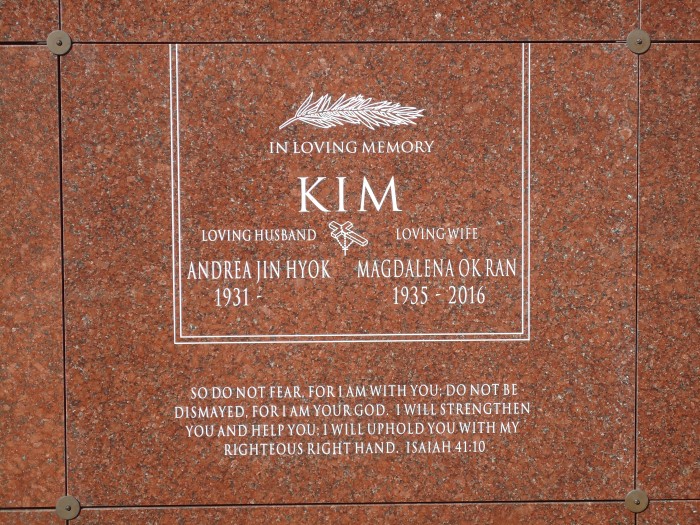 IN LOVING MEMORY
KIM
LOVING HUSBAND LOVING WIFE
ANDRÉA JIN HYOK MAGDALENA OK RAN
1931 - 1935 - 2016
SO DO NOT FEAR, FOR I AM WITH YOU; DO NOT BE
DISMAYED, FOR I AM YOUR GOD. I WILL STRENGTHEN
YOU AND HELP YOU; I WILL UPHOLD YOU WITH MY
RIGHTEOUS RIGHT HAND. ISAIAH 41:10